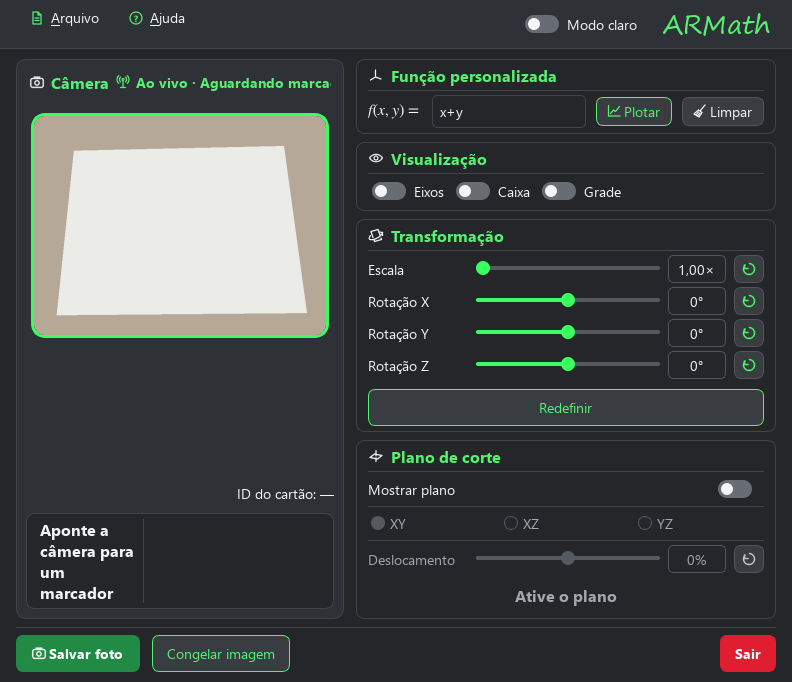 Arquivo Ajuda Modo claro ARMath
Câmera Ao vivo · Aguardando marca
Função personalizada
f(x, y) = x+y Plotar Limpar
Visualização
Eixos Caixa Grade
Transformação
Escala 1,00×
Rotação X 0°
Rotação Y 0°
Rotação Z 0°
Redefinir
ID do cartão: —
Aponte a
câmera para
um
marcador
Plano de corte
Mostrar plano
XY XZ YZ
Deslocamento 0%
Ative o plano
Salvar foto Congelar imagem Sair